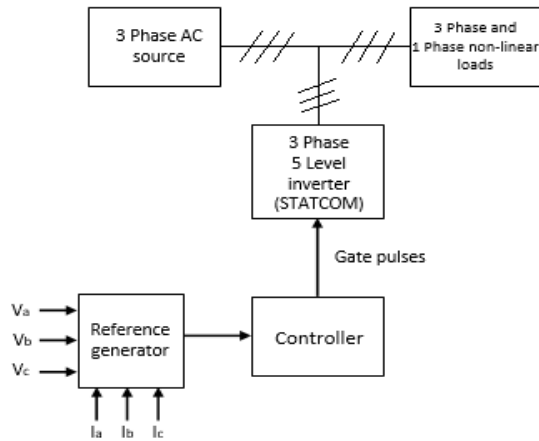 3 Phase AC
source
3 Phase and
1 Phase non-linear
loads
3 Phase
5 Level
inverter
(STATCOM)
Gate pulses
Va
Vb
Vc
Reference
generator
Controller
Ia Ib Ic